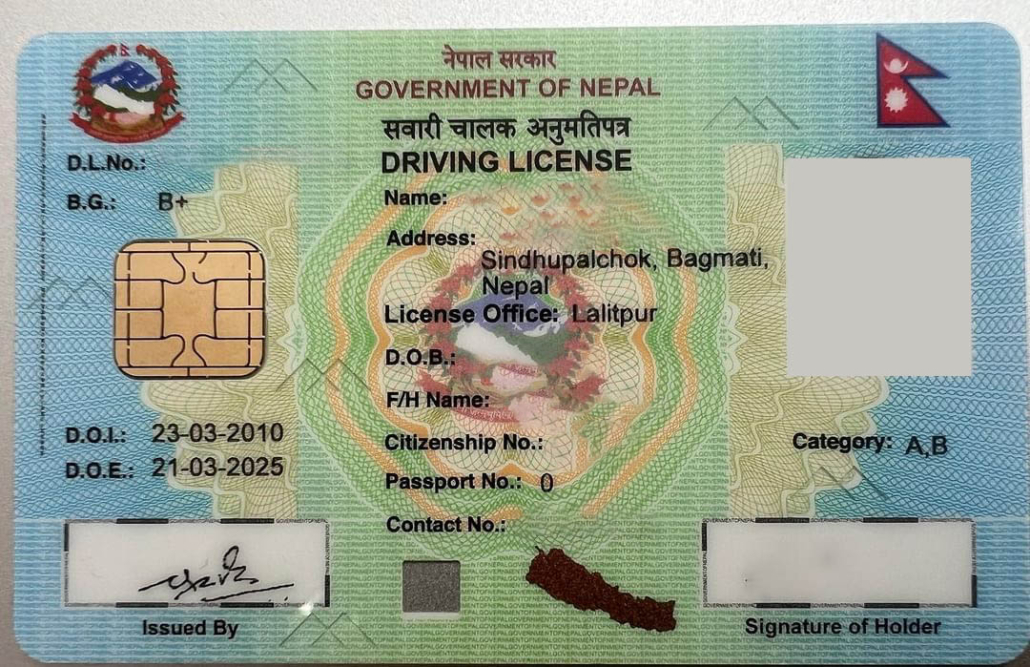 नेपाल सरकार
GOVERNMENT OF NEPAL
सवारी चालक अनुमतिपत्र
DRIVING LICENSE
D.L.No.:
B.G.: B+
Name:
Address:
Sindhupalchok, Bagmati,
Nepal
License Office: Lalitpur
D.O.B.:
F/H Name:
D.O.I.: 23-03-2010
Citizenship No.:
Category: A,B
D.O.E.: 21-03-2025
Passport No.: 0
Contact No.:
Issued By
Signature of Holder